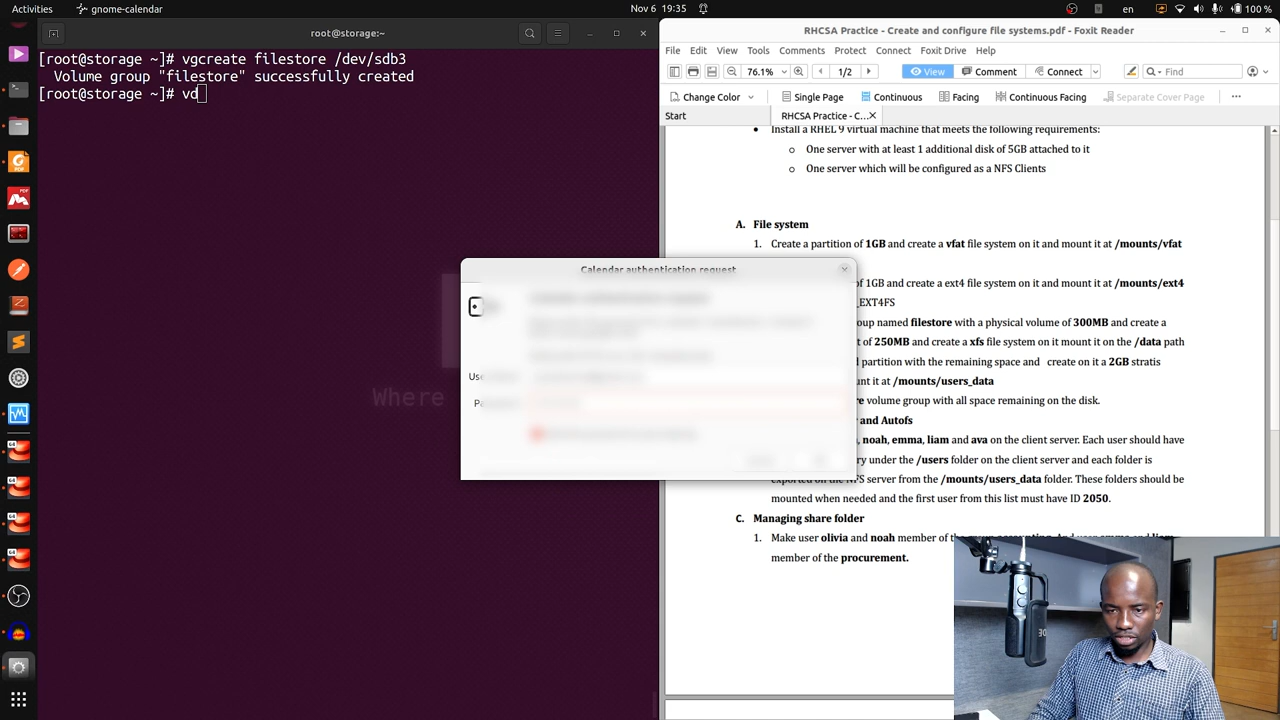 Activities
gnome-calendar
Nov 6 19:35
root@storage:~
[root@storage ~]# vgcreate filestore /dev/sdb3
Volume group "filestore" successfully created
[root@storage ~]# vd
Where
RHCSA Practice - Create and configure file systems.pdf - Foxit Reader
File Edit View Tools Comments Protect Connect Foxit Drive Help
76.1% 1/2 View Comment Connect Find
Change Color Single Page Continuous Facing Continuous Facing Separate Cover Page
Start RHCSA Practice - C...
• Install a RHEL 9 virtual machine that meets the following requirements:
o One server with at least 1 additional disk of 5GB attached to it
o One server which will be configured as a NFS Clients
A. File system
1. Create a partition of 1GB and create a vfat file system on it and mount it at /mounts/vfat
of 1GB and create a ext4 file system on it and mount it at /mounts/ext4
_EXT4FS
oup named filestore with a physical volume of 300MB and create a
t of 250MB and create a xfs file system on it mount it on the /data path
partition with the remaining space and create on it a 2GB stratis
unt it at /mounts/users_data
re volume group with all space remaining on the disk.
r and Autofs
, noah, emma, liam and ava on the client server. Each user should have
ry under the /users folder on the client server and each folder is
exported on the NFS server from the /mounts/users_data folder. These folders should be
mounted when needed and the first user from this list must have ID 2050.
C. Managing share folder
1. Make user olivia and noah member of the
member of the procurement.
Calendar authentication request